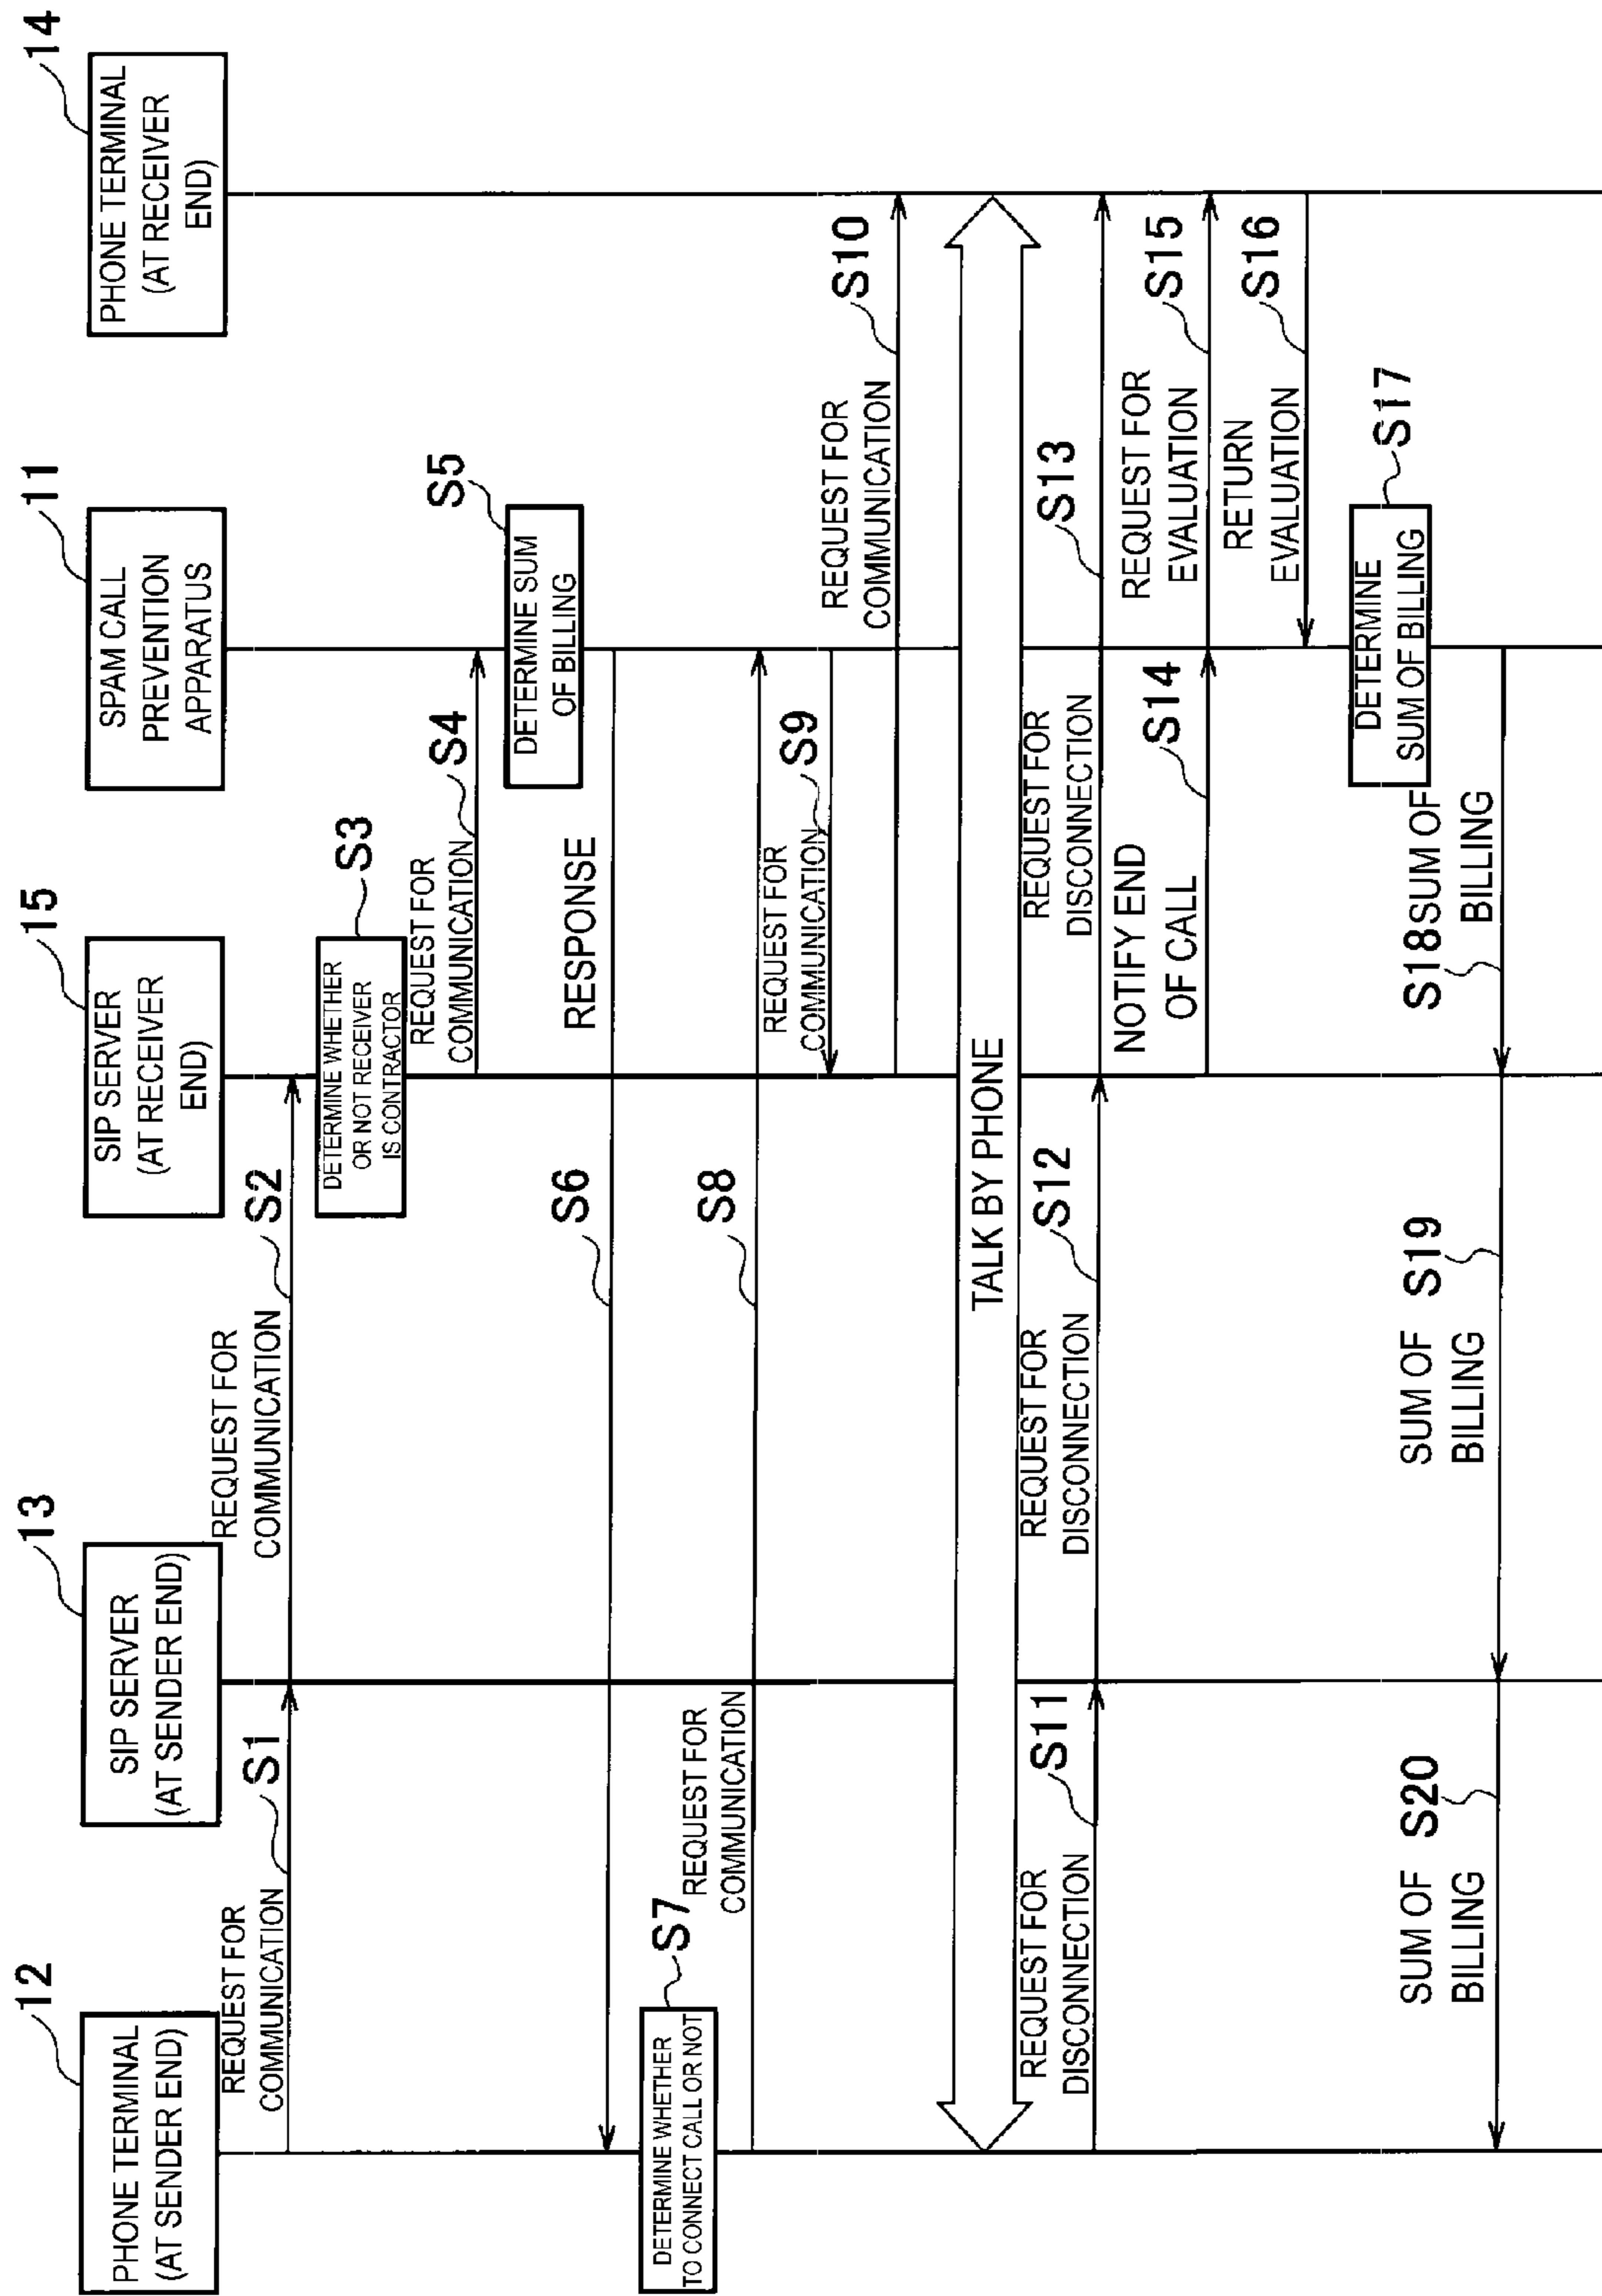 12
PHONE TERMINAL
(AT SENDER END)
13
SIP SERVER
(AT SENDER END)
15
SIP SERVER
(AT RECEIVER
END)
11
SPAM CALL
PREVENTION
APPARATUS
14
PHONE TERMINAL
(AT RECEIVER
END)
REQUEST FOR
COMMUNICATION
S1
REQUEST FOR
COMMUNICATION
S2
DETERMINE WHETHER
OR NOT RECEIVER
IS CONTRACTOR
S3
REQUEST FOR
COMMUNICATION
S4
DETERMINE SUM
OF BILLING
S5
RESPONSE
S6
DETERMINE WHETHER
TO CONNECT CALL OR NOT
S7
REQUEST FOR
COMMUNICATION
S8
REQUEST FOR
COMMUNICATION
S9
REQUEST FOR
COMMUNICATION
S10
TALK BY PHONE
REQUEST FOR
DISCONNECTION
S11
REQUEST FOR
DISCONNECTION
S12
REQUEST FOR
DISCONNECTION
S13
NOTIFY END
OF CALL
S14
REQUEST FOR
EVALUATION
S15
RETURN
EVALUATION
S16
DETERMINE
SUM OF BILLING
S17
S18 SUM OF
BILLING
SUM OF
BILLING
S19
SUM OF
BILLING
S20